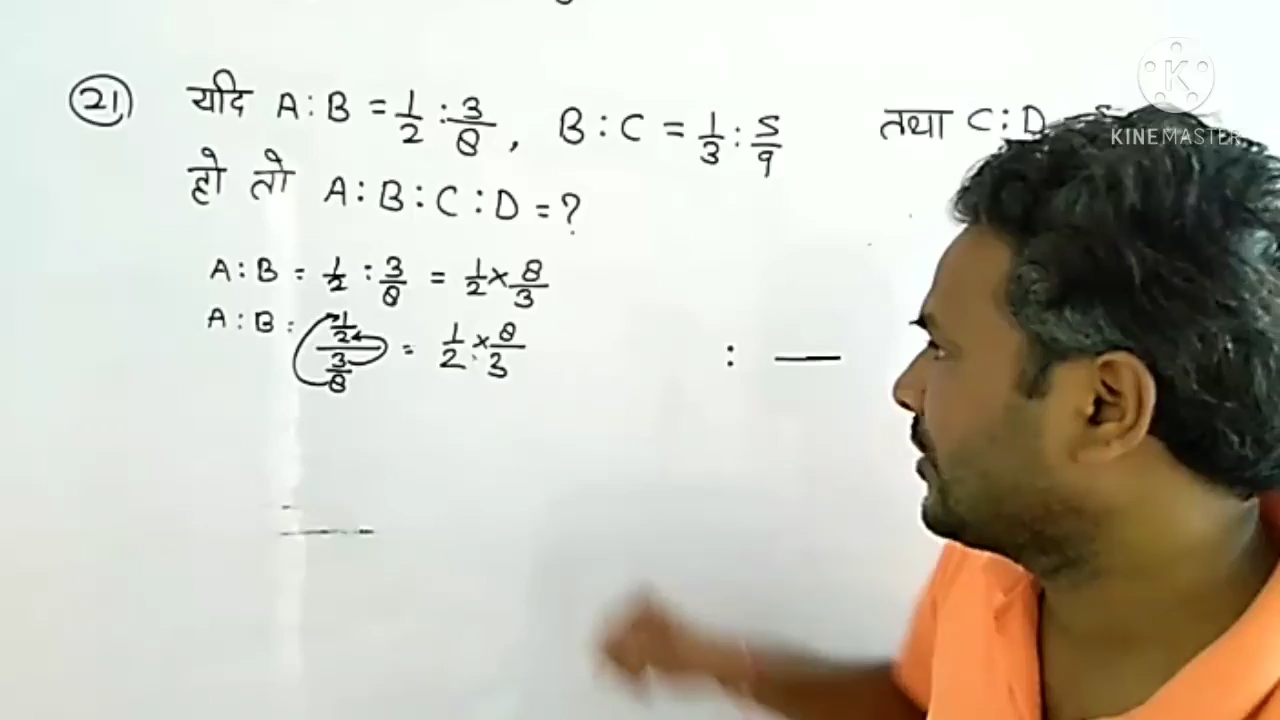 (21) यदि A : B = 1/2 : 3/8 , B : C = 1/3 : 5/9 तथा C : D
हो तो A : B : C : D = ?
A : B = 1/2 : 3/8 = 1/2 × 8/3
A : B = 1/2 / 3/8 = 1/2 × 8/3 : —
K
KINEMASTER